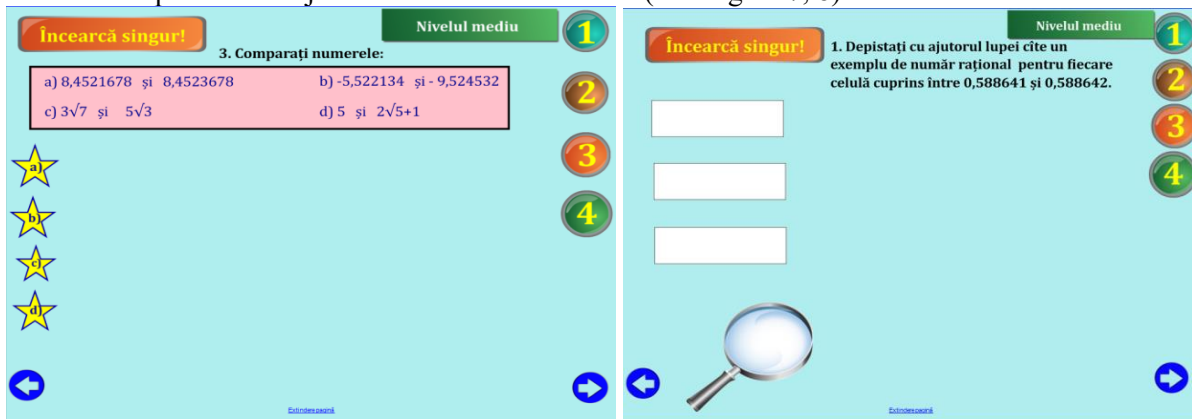 Încearcă singur!
Nivelul mediu
3. Comparați numerele:
a) 8,4521678 și 8,4523678
b) -5,522134 și - 9,524532
c) 3√7 și 5√3
d) 5 și 2√5+1
a)
b)
c)
d)
1
2
3
4
Extindere pagină
Încearcă singur!
Nivelul mediu
1. Depistați cu ajutorul lupei cîte un
exemplu de număr rațional pentru fiecare
celulă cuprins între 0,588641 și 0,588642.
1
2
3
4
Extindere pagină